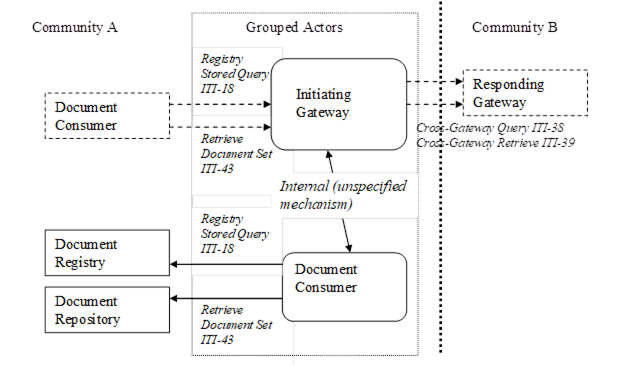 Community A
Grouped Actors
Community B
Registry
Stored Query
ITI-18
Initiating
Gateway
Responding
Gateway
Document
Consumer
Cross-Gateway Query ITI-38
Cross-Gateway Retrieve ITI-39
Retrieve
Document Set
ITI-43
Internal (unspecified
mechanism)
Registry
Stored Query
ITI-18
Document
Registry
Document
Consumer
Document
Repository
Retrieve
Document Set
ITI-43